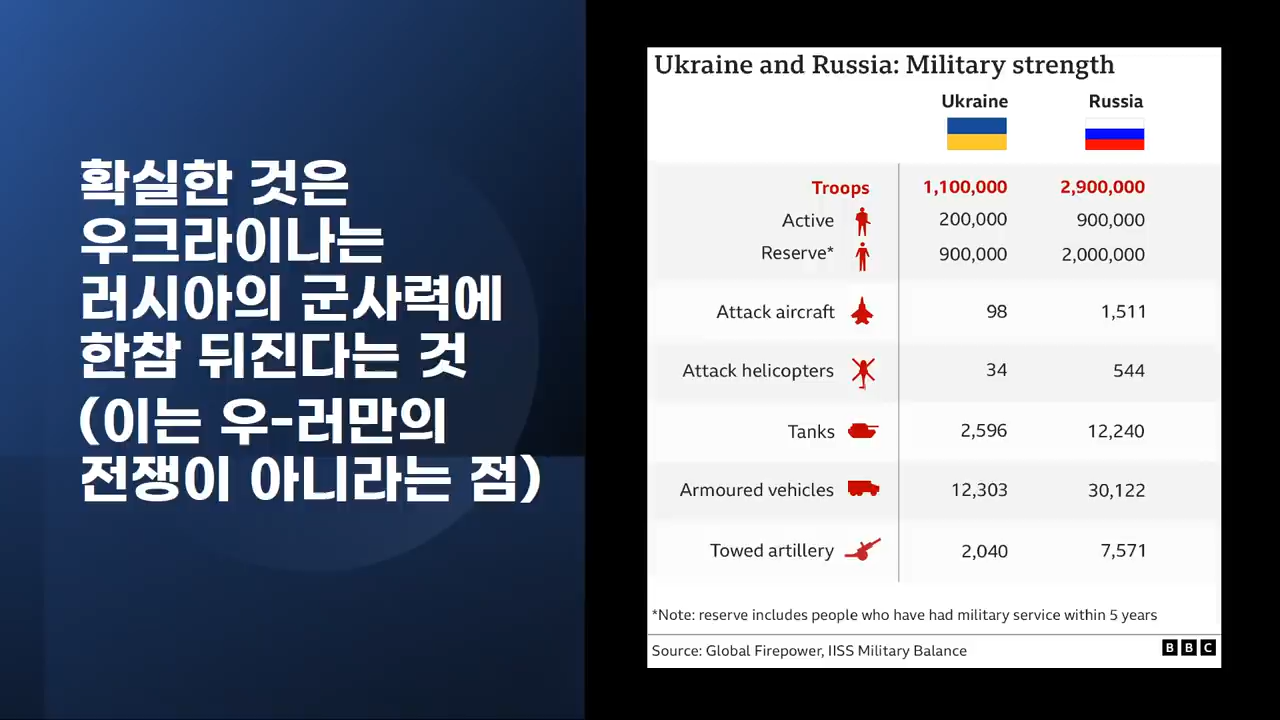 확실한 것은
우크라이나는
러시아의 군사력에
한참 뒤진다는 것
(이는 우-러만의
전쟁이 아니라는 점)
Ukraine and Russia: Military strength
Ukraine Russia
Troops 1,100,000 2,900,000
Active 200,000 900,000
Reserve* 900,000 2,000,000
Attack aircraft 98 1,511
Attack helicopters 34 544
Tanks 2,596 12,240
Armoured vehicles 12,303 30,122
Towed artillery 2,040 7,571
*Note: reserve includes people who have had military service within 5 years
Source: Global Firepower, IISS Military Balance BBC